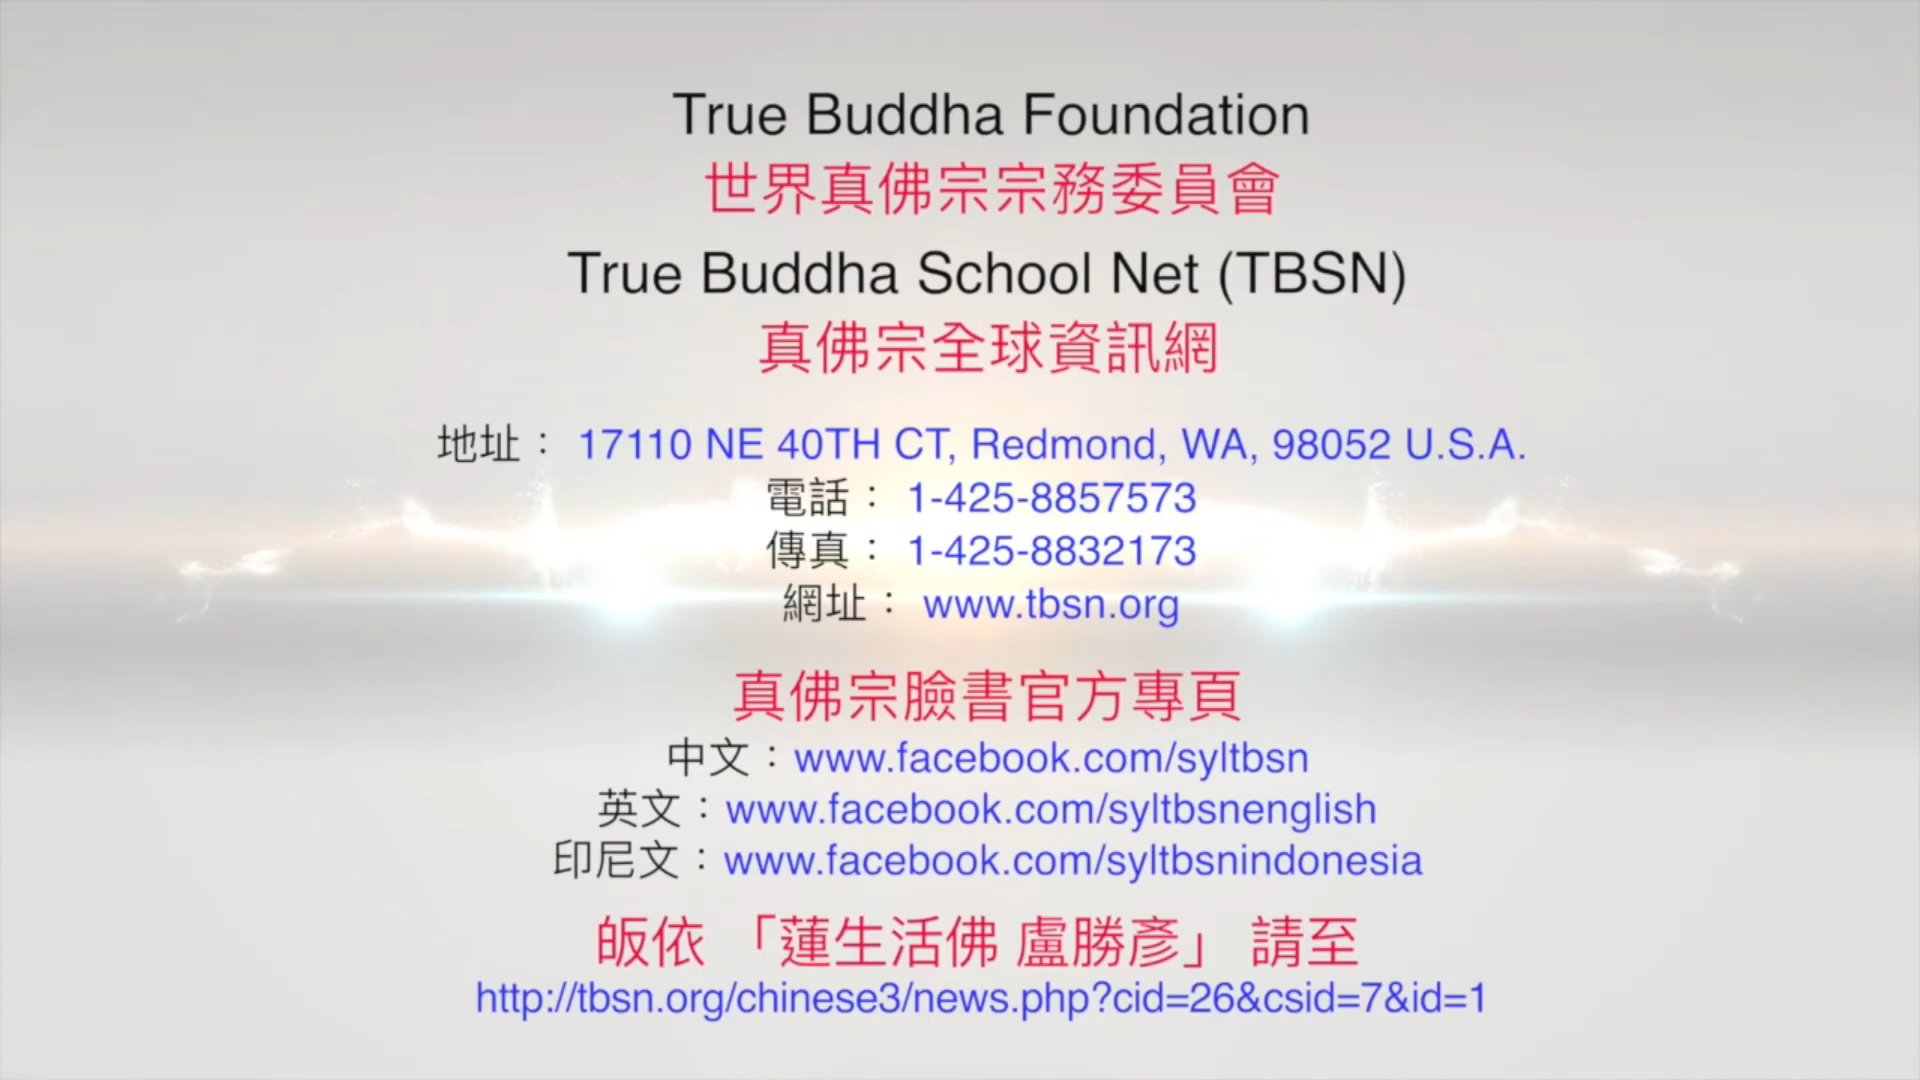 True Buddha Foundation
世界真佛宗宗務委員會
True Buddha School Net (TBSN)
真佛宗全球資訊網
地址： 17110 NE 40TH CT, Redmond, WA, 98052 U.S.A.
電話： 1-425-8857573
傳真： 1-425-8832173
網址： www.tbsn.org
真佛宗臉書官方專頁
中文：www.facebook.com/syltbsn
英文：www.facebook.com/syltbsnenglish
印尼文：www.facebook.com/syltbsnindonesia
皈依 「蓮生活佛 盧勝彥」 請至
http://tbsn.org/chinese3/news.php?cid=26&csid=7&id=1